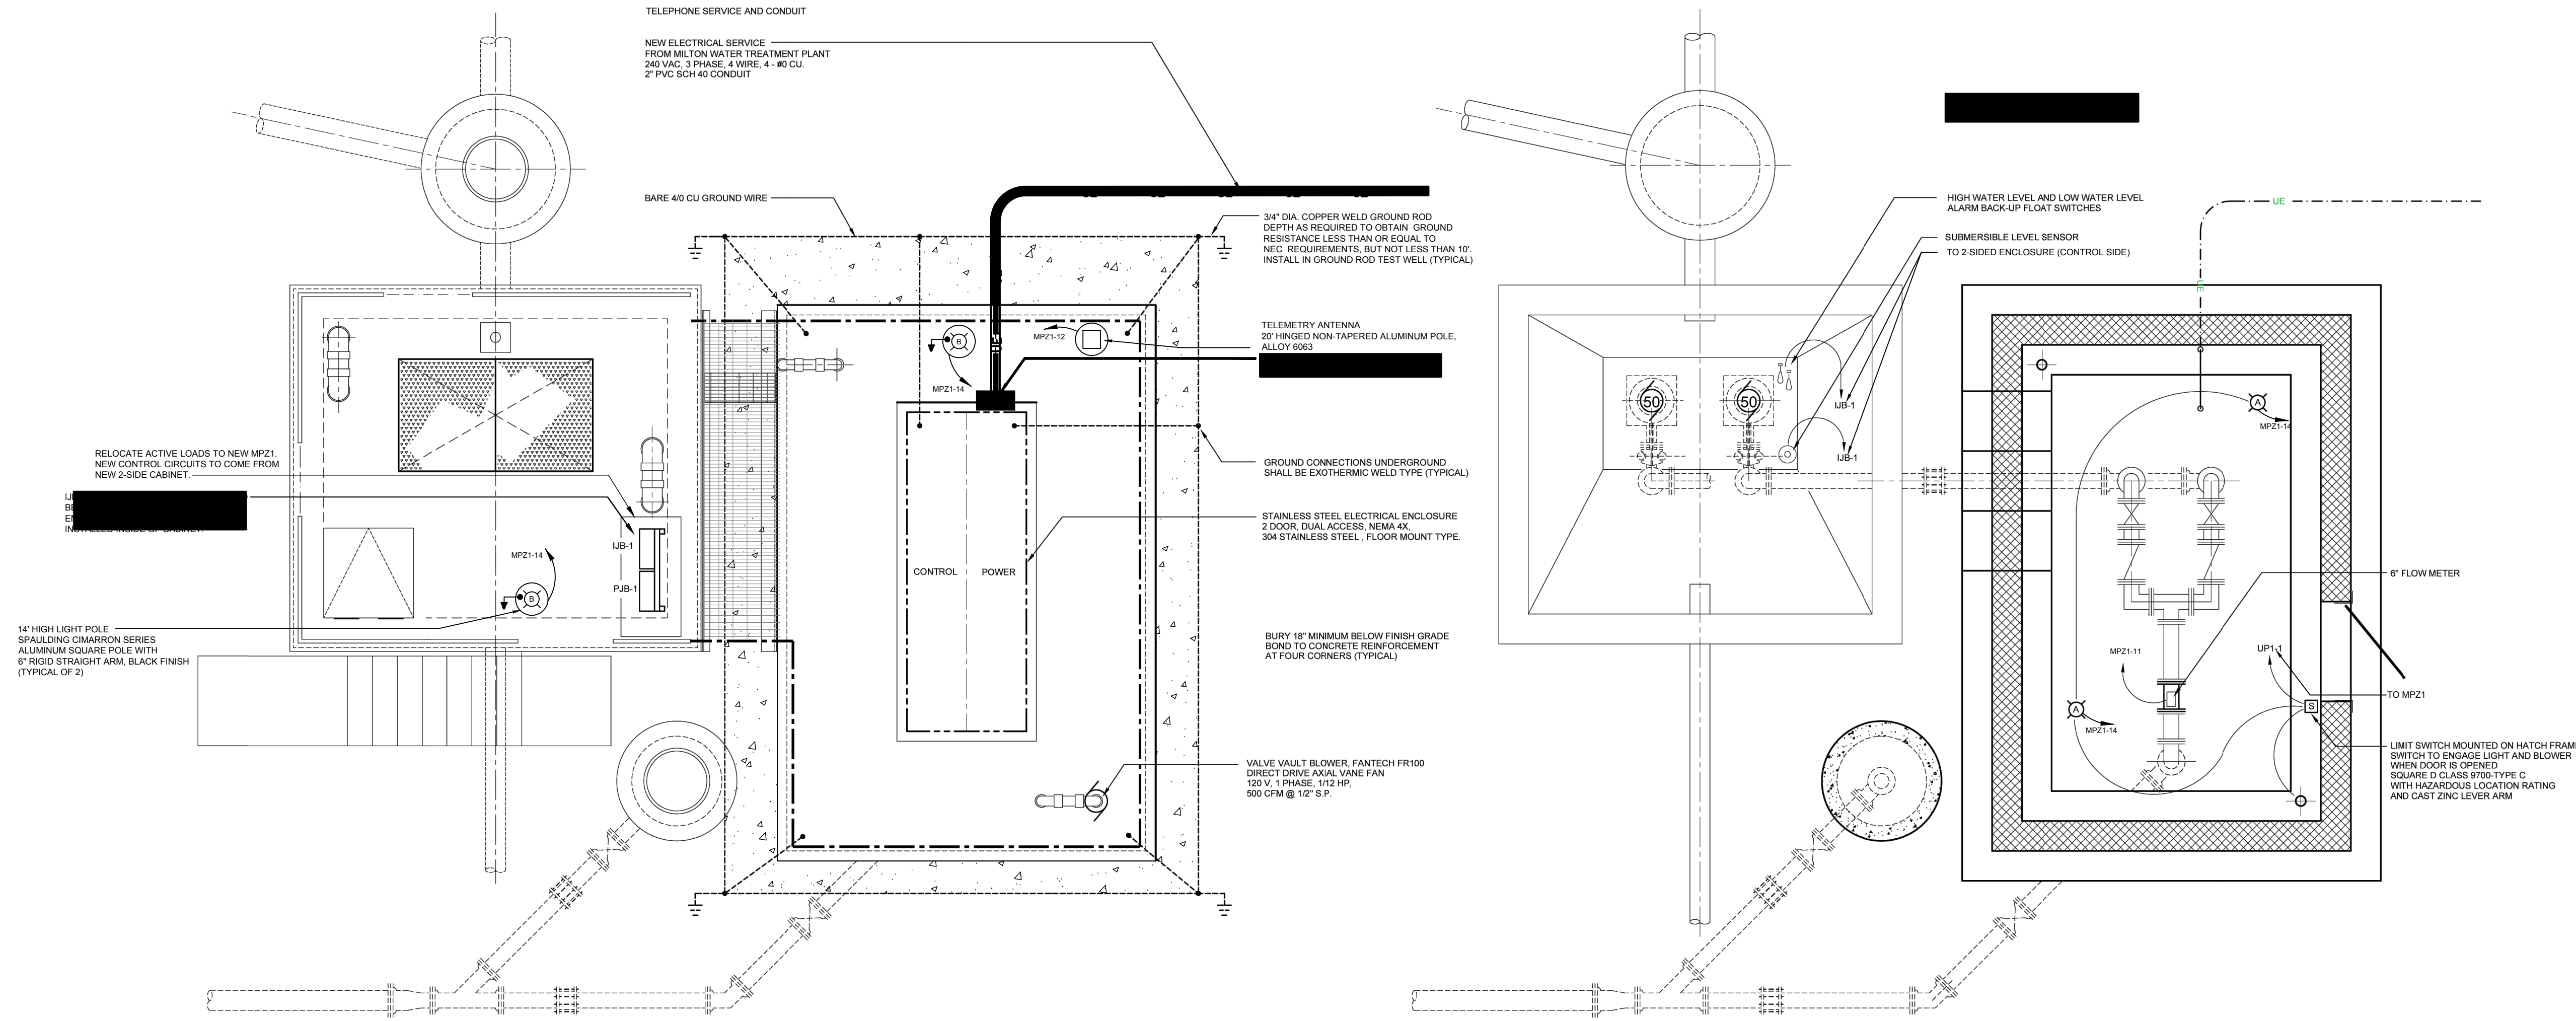 TELEPHONE SERVICE AND CONDUIT
NEW ELECTRICAL SERVICE
FROM MILTON WATER TREATMENT PLANT
240 VAC, 3 PHASE, 4 WIRE, 4 - #0 CU.
2" PVC SCH 40 CONDUIT
BARE 4/0 CU GROUND WIRE
3/4" DIA. COPPER WELD GROUND ROD
DEPTH AS REQUIRED TO OBTAIN GROUND
RESISTANCE LESS THAN OR EQUAL TO
NEC REQUIREMENTS, BUT NOT LESS THAN 10'.
INSTALL IN GROUND ROD TEST WELL (TYPICAL)
TELEMETRY ANTENNA
20' HINGED NON-TAPERED ALUMINUM POLE,
ALLOY 6063
MPZ1-12
B
MPZ1-14
RELOCATE ACTIVE LOADS TO NEW MPZ1.
NEW CONTROL CIRCUITS TO COME FROM
NEW 2-SIDE CABINET.
INSTALLED INSIDE OF CABINET.
GROUND CONNECTIONS UNDERGROUND
SHALL BE EXOTHERMIC WELD TYPE (TYPICAL)
STAINLESS STEEL ELECTRICAL ENCLOSURE
2 DOOR, DUAL ACCESS, NEMA 4X,
304 STAINLESS STEEL , FLOOR MOUNT TYPE.
IJB-1
PJB-1
MPZ1-14
B
CONTROL
POWER
14' HIGH LIGHT POLE
SPAULDING CIMARRON SERIES
ALUMINUM SQUARE POLE WITH
6" RIGID STRAIGHT ARM, BLACK FINISH
(TYPICAL OF 2)
BURY 18" MINIMUM BELOW FINISH GRADE
BOND TO CONCRETE REINFORCEMENT
AT FOUR CORNERS (TYPICAL)
VALVE VAULT BLOWER, FANTECH FR100
DIRECT DRIVE AXIAL VANE FAN
120 V, 1 PHASE, 1/12 HP,
500 CFM @ 1/2" S.P.
HIGH WATER LEVEL AND LOW WATER LEVEL
ALARM BACK-UP FLOAT SWITCHES
SUBMERSIBLE LEVEL SENSOR
TO 2-SIDED ENCLOSURE (CONTROL SIDE)
UE
UE
50
50
IJB-1
IJB-1
A
MPZ1-14
6" FLOW METER
MPZ1-11
UP1-1
TO MPZ1
A
MPZ1-14
S
LIMIT SWITCH MOUNTED ON HATCH FRAM
SWITCH TO ENGAGE LIGHT AND BLOWER
WHEN DOOR IS OPENED
SQUARE D CLASS 9700-TYPE C
WITH HAZARDOUS LOCATION RATING
AND CAST ZINC LEVER ARM